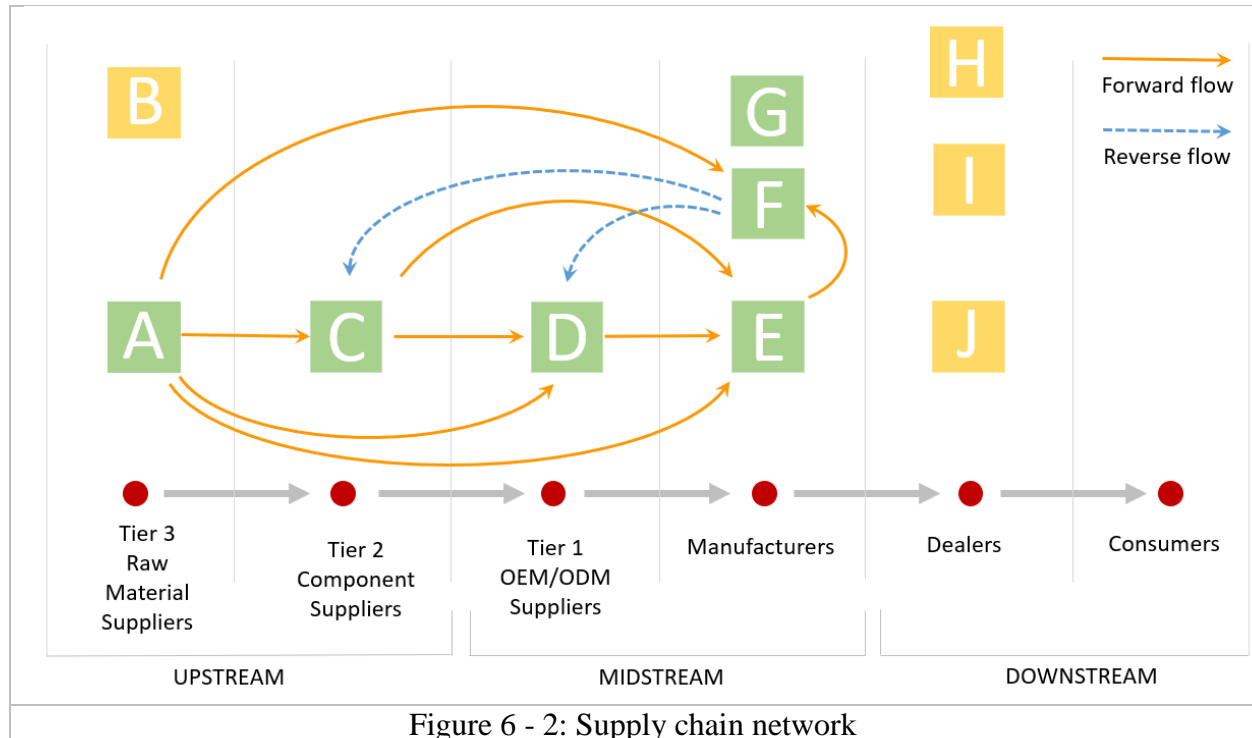 B
G
H
Forward flow
Reverse flow
F
I
A
C
D
E
J
Tier 3
Raw
Material
Suppliers
Tier 2
Component
Suppliers
Tier 1
OEM/ODM
Suppliers
Manufacturers
Dealers
Consumers
UPSTREAM
MIDSTREAM
DOWNSTREAM
Figure 6 - 2: Supply chain network